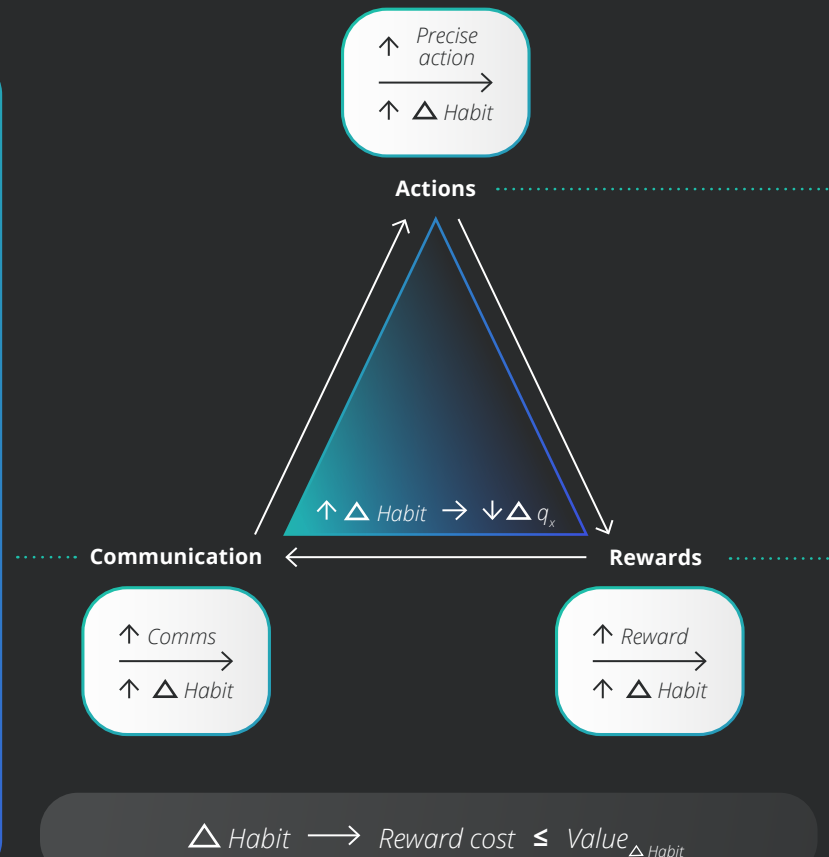 ↑ Precise
action
↑ △ Habit
Actions
↑ △ Habit → ↓ △ qₓ
Communication
Rewards
↑ Comms
↑ △ Habit
↑ Reward
↑ △ Habit
△ Habit → Reward cost ≤ Value △ Habit